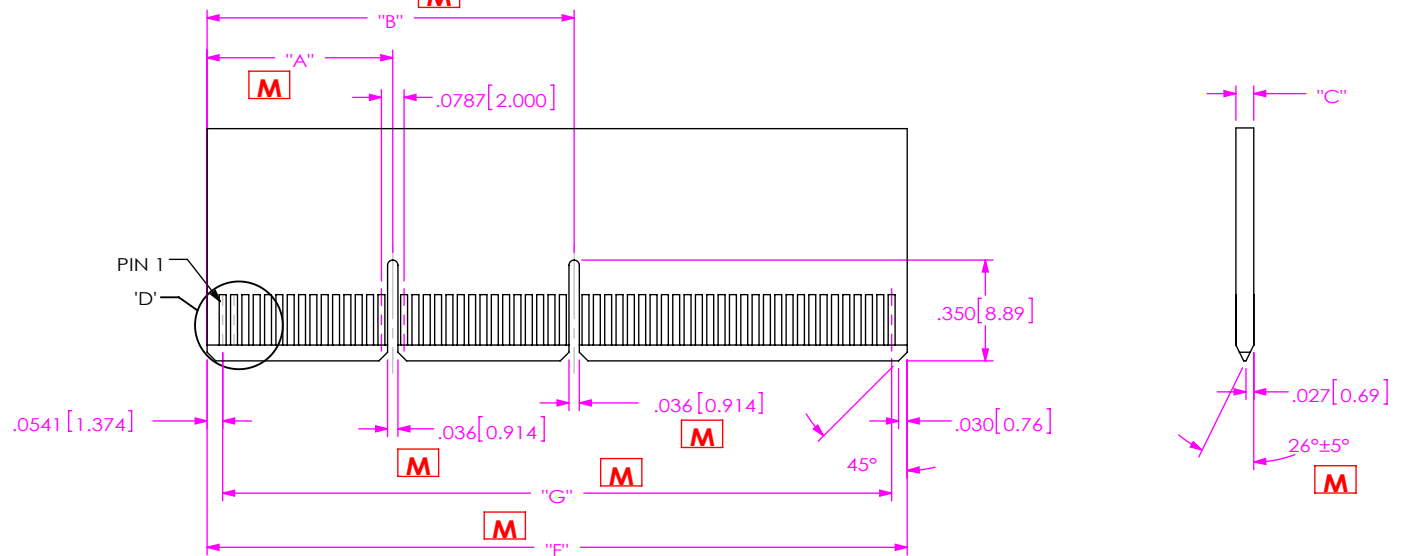 M
"B"
"A"
M
.0787[2.000]
"C"
PIN 1
'D'
.350[8.89]
.027[0.69]
.0541[1.374]
.036[0.914]
.036[0.914]
.030[0.76]
M
M
M
45°
26°±5°
M
"G"
M
"F"